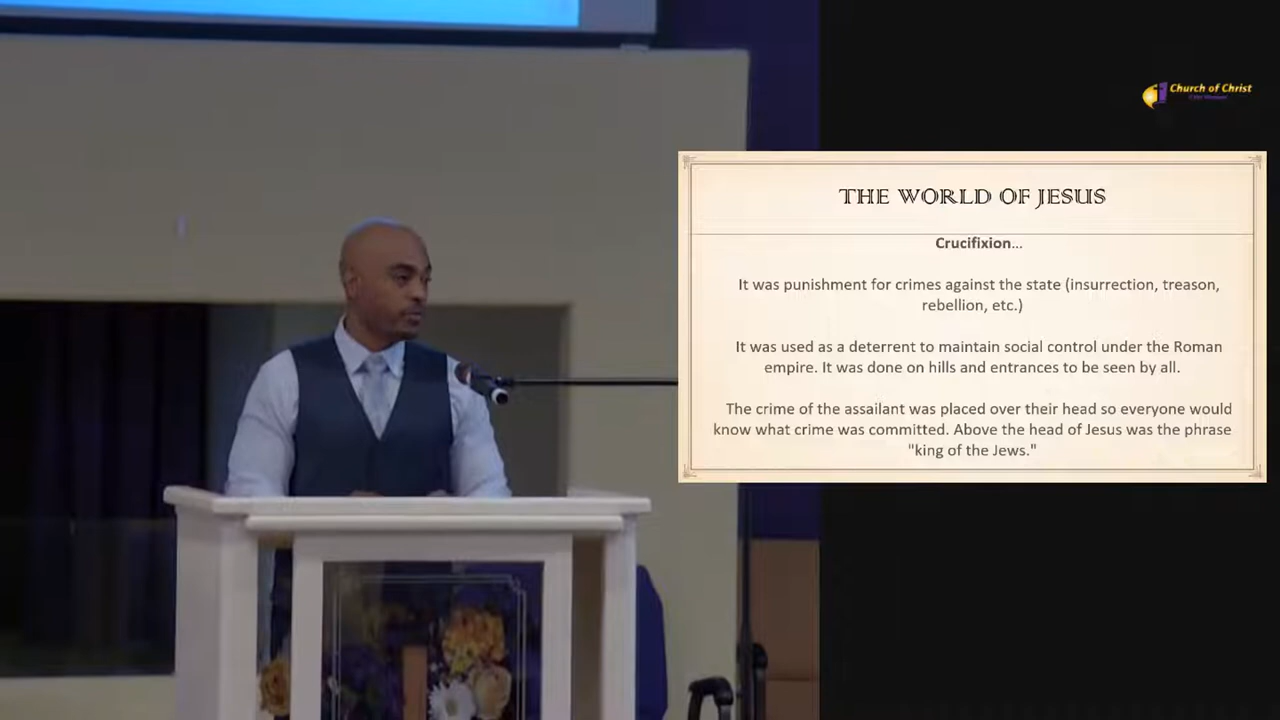 Church of Christ
THE WORLD OF JESUS
Crucifixion...
It was punishment for crimes against the state (insurrection, treason,
rebellion, etc.)
It was used as a deterrent to maintain social control under the Roman
empire. It was done on hills and entrances to be seen by all.
The crime of the assailant was placed over their head so everyone would
know what crime was committed. Above the head of Jesus was the phrase
"king of the Jews."